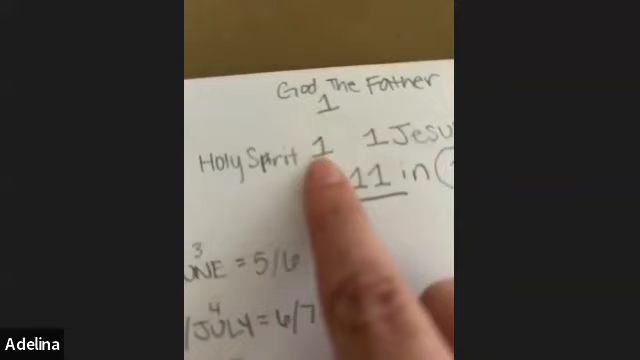 God The Father
1
Holy Spirit 1 1 Jesu
11 in
3
UNE = 5/6
4
/JULY = 6/7
Adelina